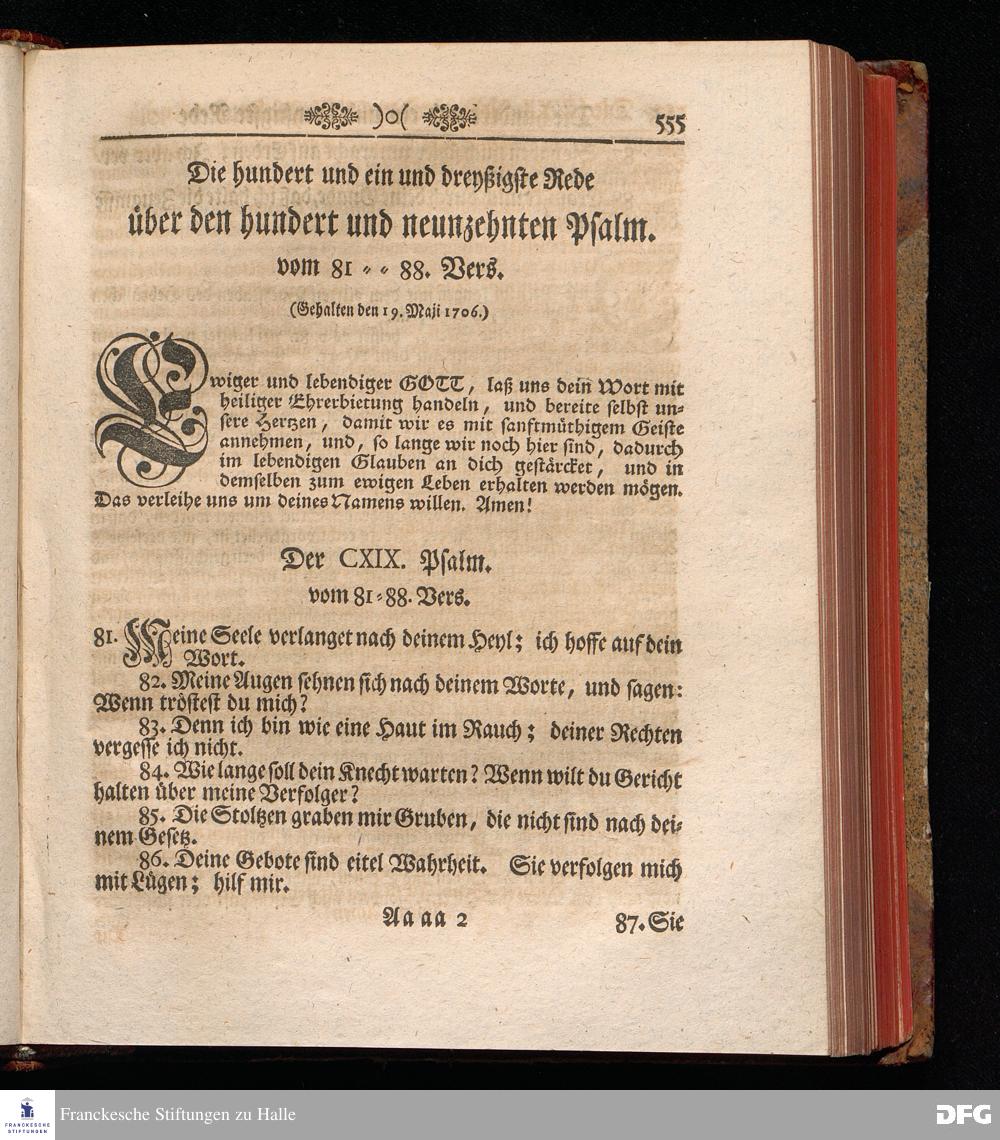 )o( 555
Die hundert und ein und dreyßigste Rede
über den hundert und neunzehnten Psalm.
vom 81 = = 88. Vers.
(Gehalten den 19. Maji 1706.)
Ewiger und lebendiger GOTT, laß uns dein Wort mit
heiliger Ehrerbietung handeln, und bereite selbst un=
sere Hertzen, damit wir es mit sanftmüthigem Geiste
annehmen, und, so lange wir noch hier sind, dadurch
im lebendigen Glauben an dich gestärcket, und in
demselben zum ewigen Leben erhalten werden mögen.
Das verleihe uns um deines Namens willen. Amen!
Der CXIX. Psalm.
vom 81=88. Vers.
81. Meine Seele verlanget nach deinem Heyl; ich hoffe auf dein
Wort.
82. Meine Augen sehnen sich nach deinem Worte, und sagen:
Wenn tröstest du mich?
83. Denn ich bin wie eine Haut im Rauch; deiner Rechten
vergesse ich nicht.
84. Wie lange soll dein Knecht warten? Wenn wilt du Gericht
halten über meine Verfolger?
85. Die Stoltzen graben mir Gruben, die nicht sind nach dei=
nem Gesetz.
86. Deine Gebote sind eitel Wahrheit. Sie verfolgen mich
mit Lügen; hilf mir.
Aa aa 2 87. Sie
FRANCKESCHE
STIFTUNGEN
Franckesche Stiftungen zu Halle
DFG